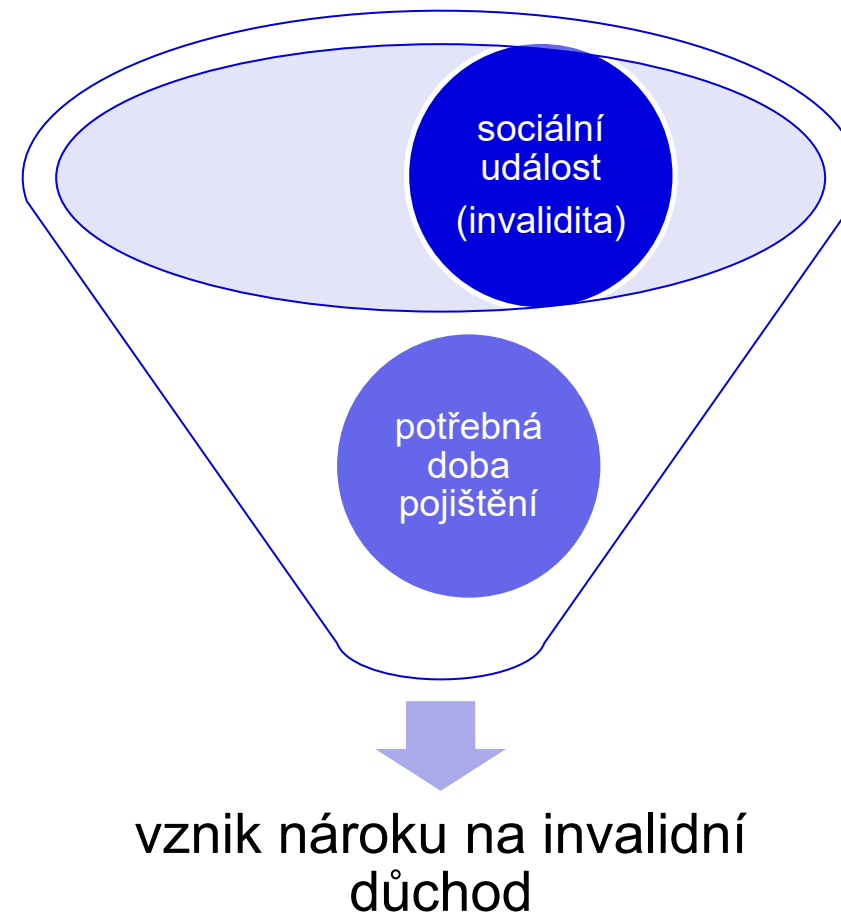 sociální
událost
(invalidita)
potřebná
doba
pojištění
vznik nároku na invalidní
důchod